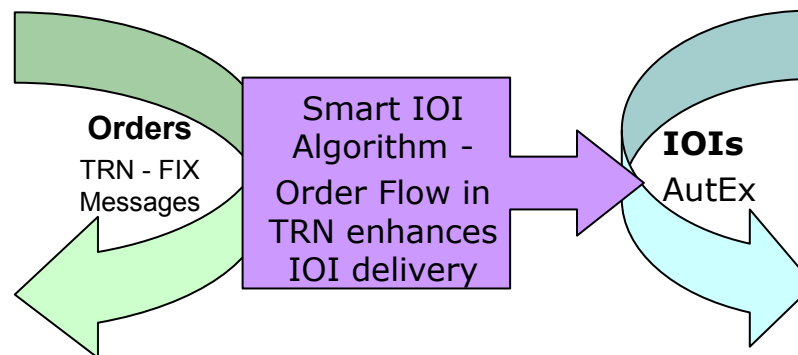 Orders
TRN - FIX
Messages
Smart IOI
Algorithm -
Order Flow in
TRN enhances
IOI delivery
IOIs
AutEx